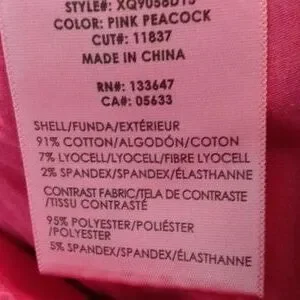 STYLE#: XQ9056D15
COLOR: PINK PEACOCK
CUT#: 11837
MADE IN CHINA
RN#: 133647
CA#: 05633
SHELL/FUNDA/EXTÉRIEUR
91% COTTON/ALGODÓN/COTON
7% LYOCELL/LYOCELL/FIBRE LYOCELL
2% SPANDEX/SPANDEX/ÉLASTHANNE
CONTRAST FABRIC/TELA DE CONTRASTE
/TISSU CONTRASTÉ
95% POLYESTER/POLIÉSTER
/POLYESTER
5% SPANDEX/SPANDEX/ÉLASTHANNE